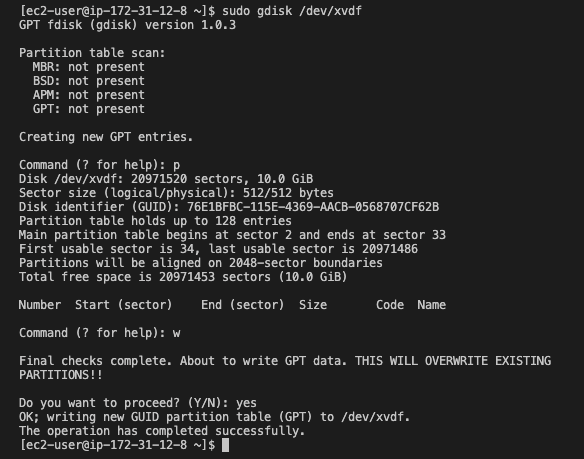 [ec2-user@ip-172-31-12-8 ~]$ sudo gdisk /dev/xvdf
GPT fdisk (gdisk) version 1.0.3
Partition table scan:
  MBR: not present
  BSD: not present
  APM: not present
  GPT: not present
Creating new GPT entries.
Command (? for help): p
Disk /dev/xvdf: 20971520 sectors, 10.0 GiB
Sector size (logical/physical): 512/512 bytes
Disk identifier (GUID): 76E1BFBC-115E-4369-AACB-0568707CF62B
Partition table holds up to 128 entries
Main partition table begins at sector 2 and ends at sector 33
First usable sector is 34, last usable sector is 20971486
Partitions will be aligned on 2048-sector boundaries
Total free space is 20971453 sectors (10.0 GiB)
Number  Start (sector)    End (sector)  Size       Code  Name
Command (? for help): w
Final checks complete. About to write GPT data. THIS WILL OVERWRITE EXISTING
PARTITIONS!!
Do you want to proceed? (Y/N): yes
OK; writing new GUID partition table (GPT) to /dev/xvdf.
The operation has completed successfully.
[ec2-user@ip-172-31-12-8 ~]$